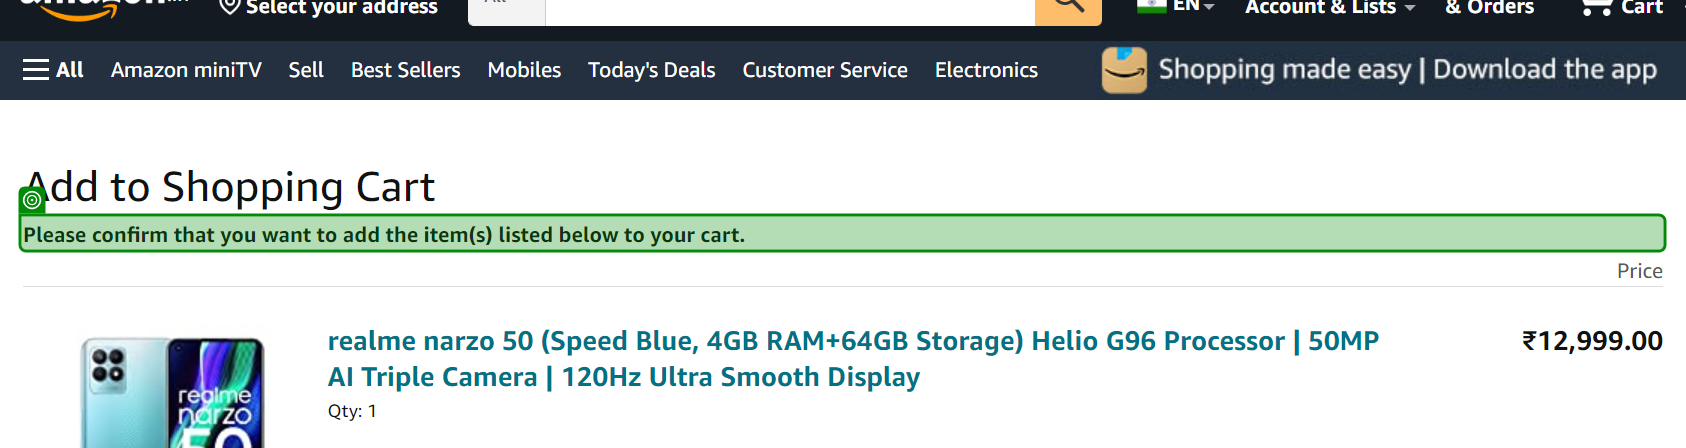 Select your address
EN
Account & Lists
& Orders
Cart
All
Amazon miniTV
Sell
Best Sellers
Mobiles
Today's Deals
Customer Service
Electronics
Shopping made easy | Download the app
Add to Shopping Cart
Please confirm that you want to add the item(s) listed below to your cart.
Price
realme narzo 50 (Speed Blue, 4GB RAM+64GB Storage) Helio G96 Processor | 50MP
AI Triple Camera | 120Hz Ultra Smooth Display
₹12,999.00
Qty: 1
realme
narzo
50